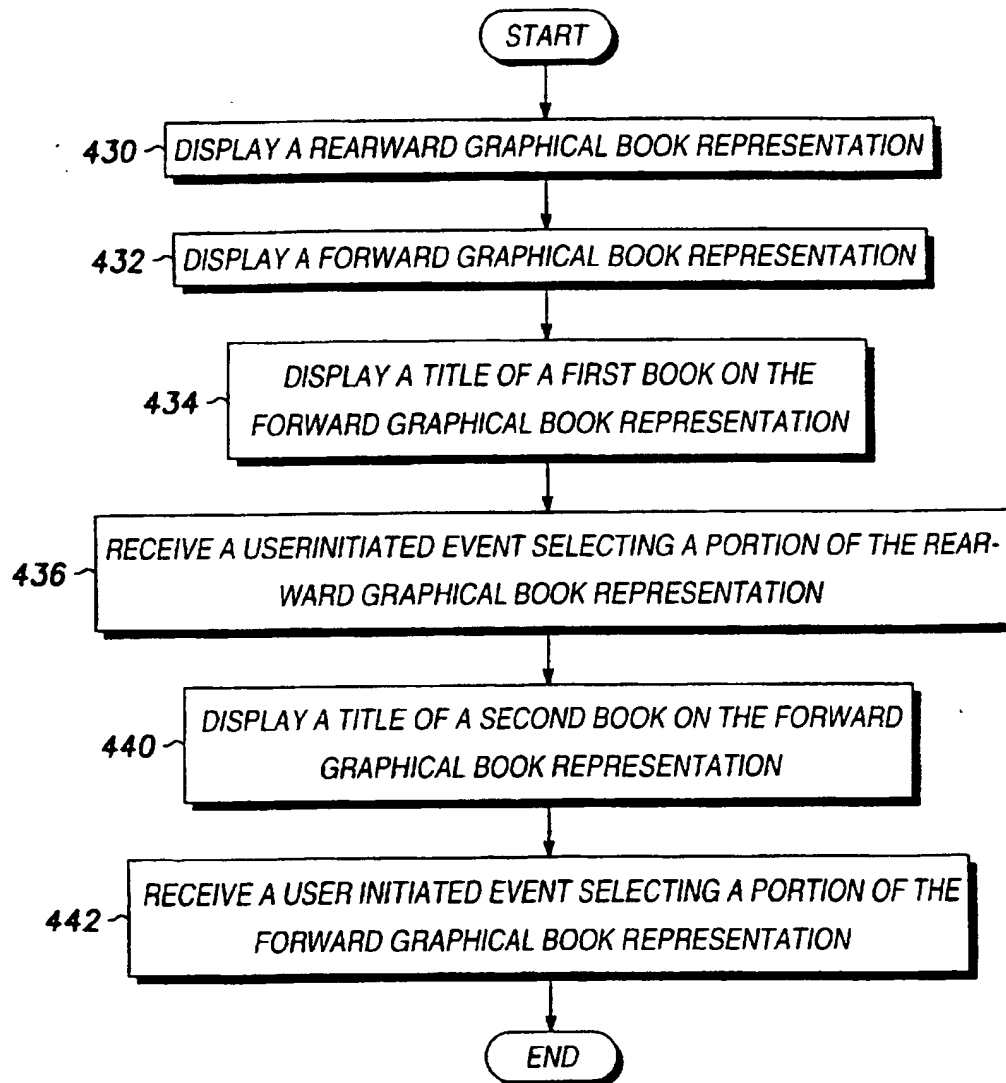 START
430 DISPLAY A REARWARD GRAPHICAL BOOK REPRESENTATION
432 DISPLAY A FORWARD GRAPHICAL BOOK REPRESENTATION
DISPLAY A TITLE OF A FIRST BOOK ON THE
434
FORWARD GRAPHICAL BOOK REPRESENTATION
RECEIVE A USERINITIATED EVENT SELECTING A PORTION OF THE REAR-
436
WARD GRAPHICAL BOOK REPRESENTATION
DISPLAY A TITLE OF A SECOND BOOK ON THE FORWARD
440
GRAPHICAL BOOK REPRESENTATION
RECEIVE A USER INITIATED EVENT SELECTING A PORTION OF THE
442
FORWARD GRAPHICAL BOOK REPRESENTATION
END